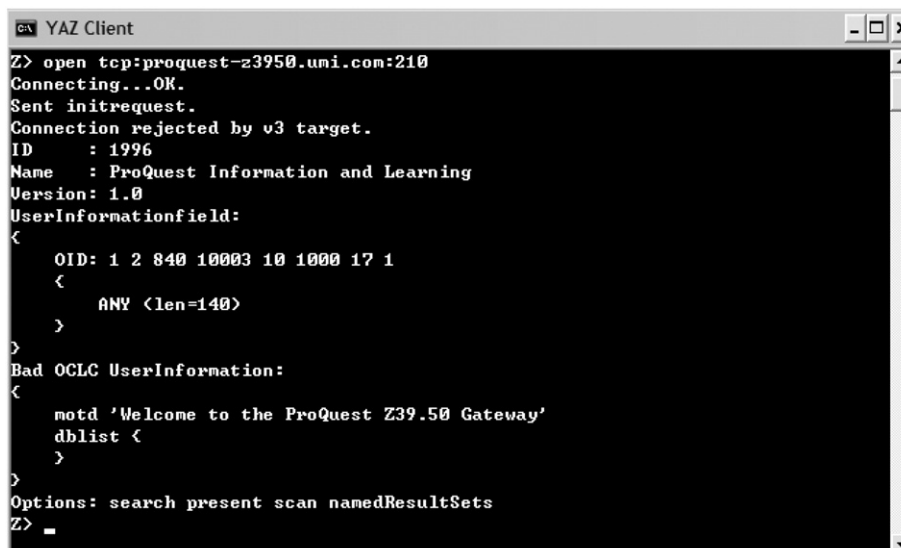 YAZ Client
Z> open tcp:proquest-z3950.umi.com:210
Connecting...OK.
Sent initrequest.
Connection rejected by v3 target.
ID     : 1996
Name   : ProQuest Information and Learning
Version: 1.0
UserInformationfield:
{
    OID: 1 2 840 10003 10 1000 17 1
    {
        ANY (len=140)
    }
}
Bad OCLC UserInformation:
{
    motd 'Welcome to the ProQuest Z39.50 Gateway'
    dblist {
    }
}
Options: search present scan namedResultSets
Z> _